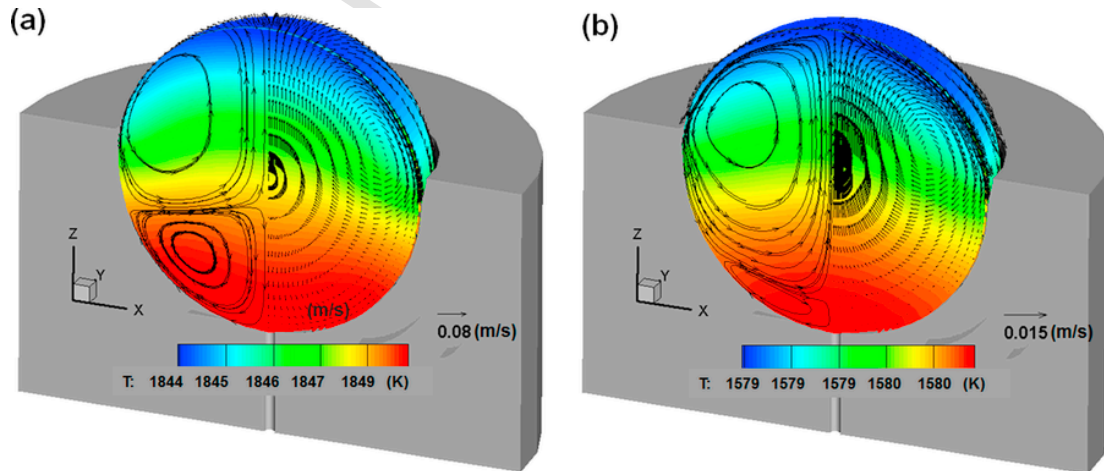 (a)
Z
Y
X
(m/s)
0.08 (m/s)
T: 1844 1845 1846 1847 1849 (K)
(b)
Z
Y
X
0.015 (m/s)
T: 1579 1579 1579 1580 1580 (K)